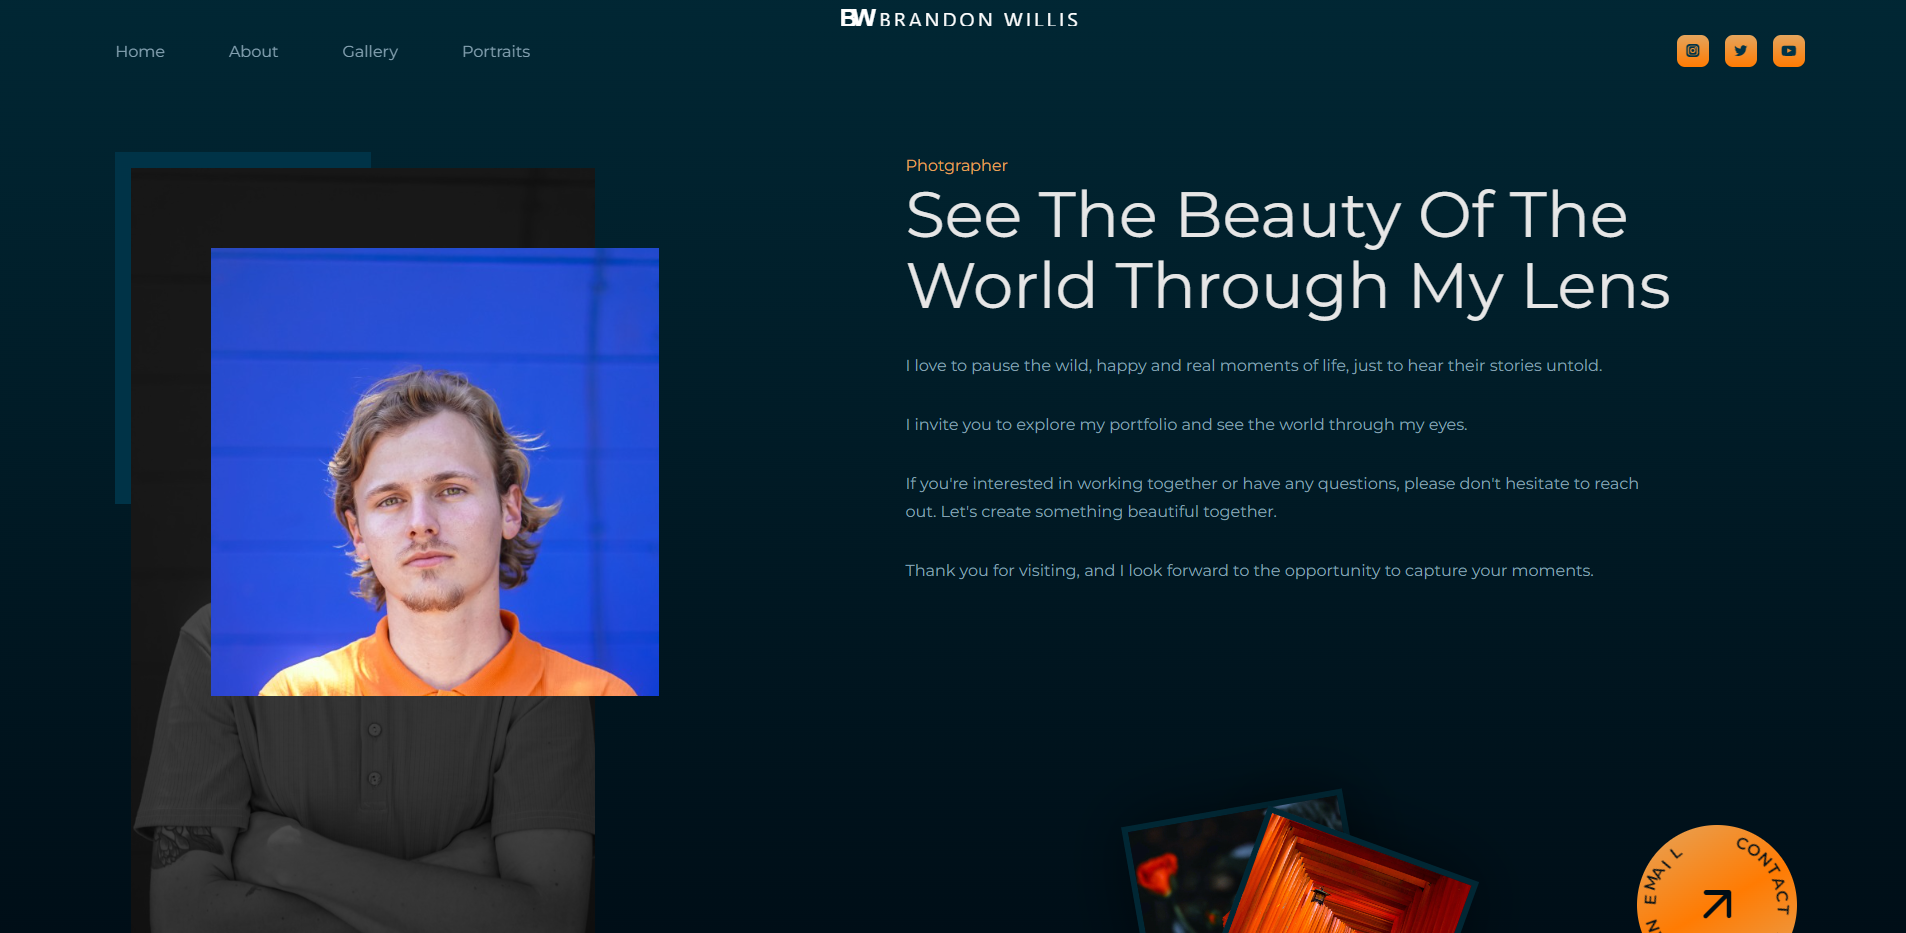 BW BRANDON WILLIS
Home About Gallery Portraits
Photgrapher
See The Beauty Of The
World Through My Lens
I love to pause the wild, happy and real moments of life, just to hear their stories untold.
I invite you to explore my portfolio and see the world through my eyes.
If you're interested in working together or have any questions, please don't hesitate to reach
out. Let's create something beautiful together.
Thank you for visiting, and I look forward to the opportunity to capture your moments.
EMAIL CONTACT